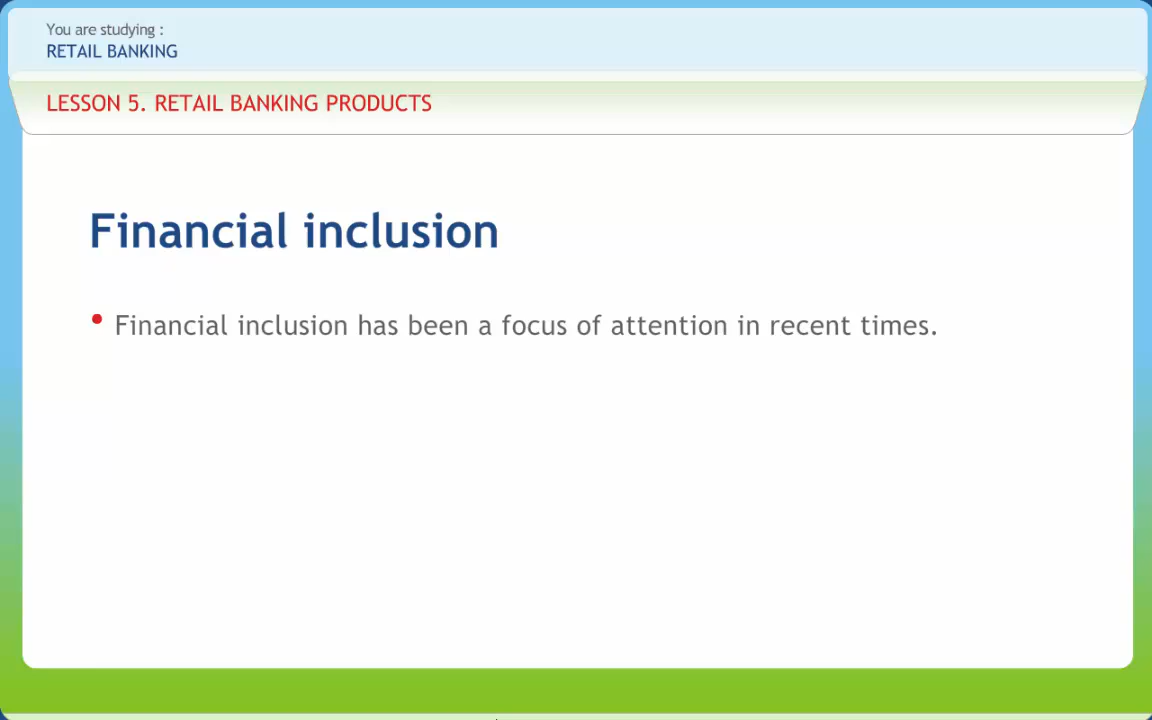 You are studying :
RETAIL BANKING
LESSON 5. RETAIL BANKING PRODUCTS
Financial inclusion
• Financial inclusion has been a focus of attention in recent times.